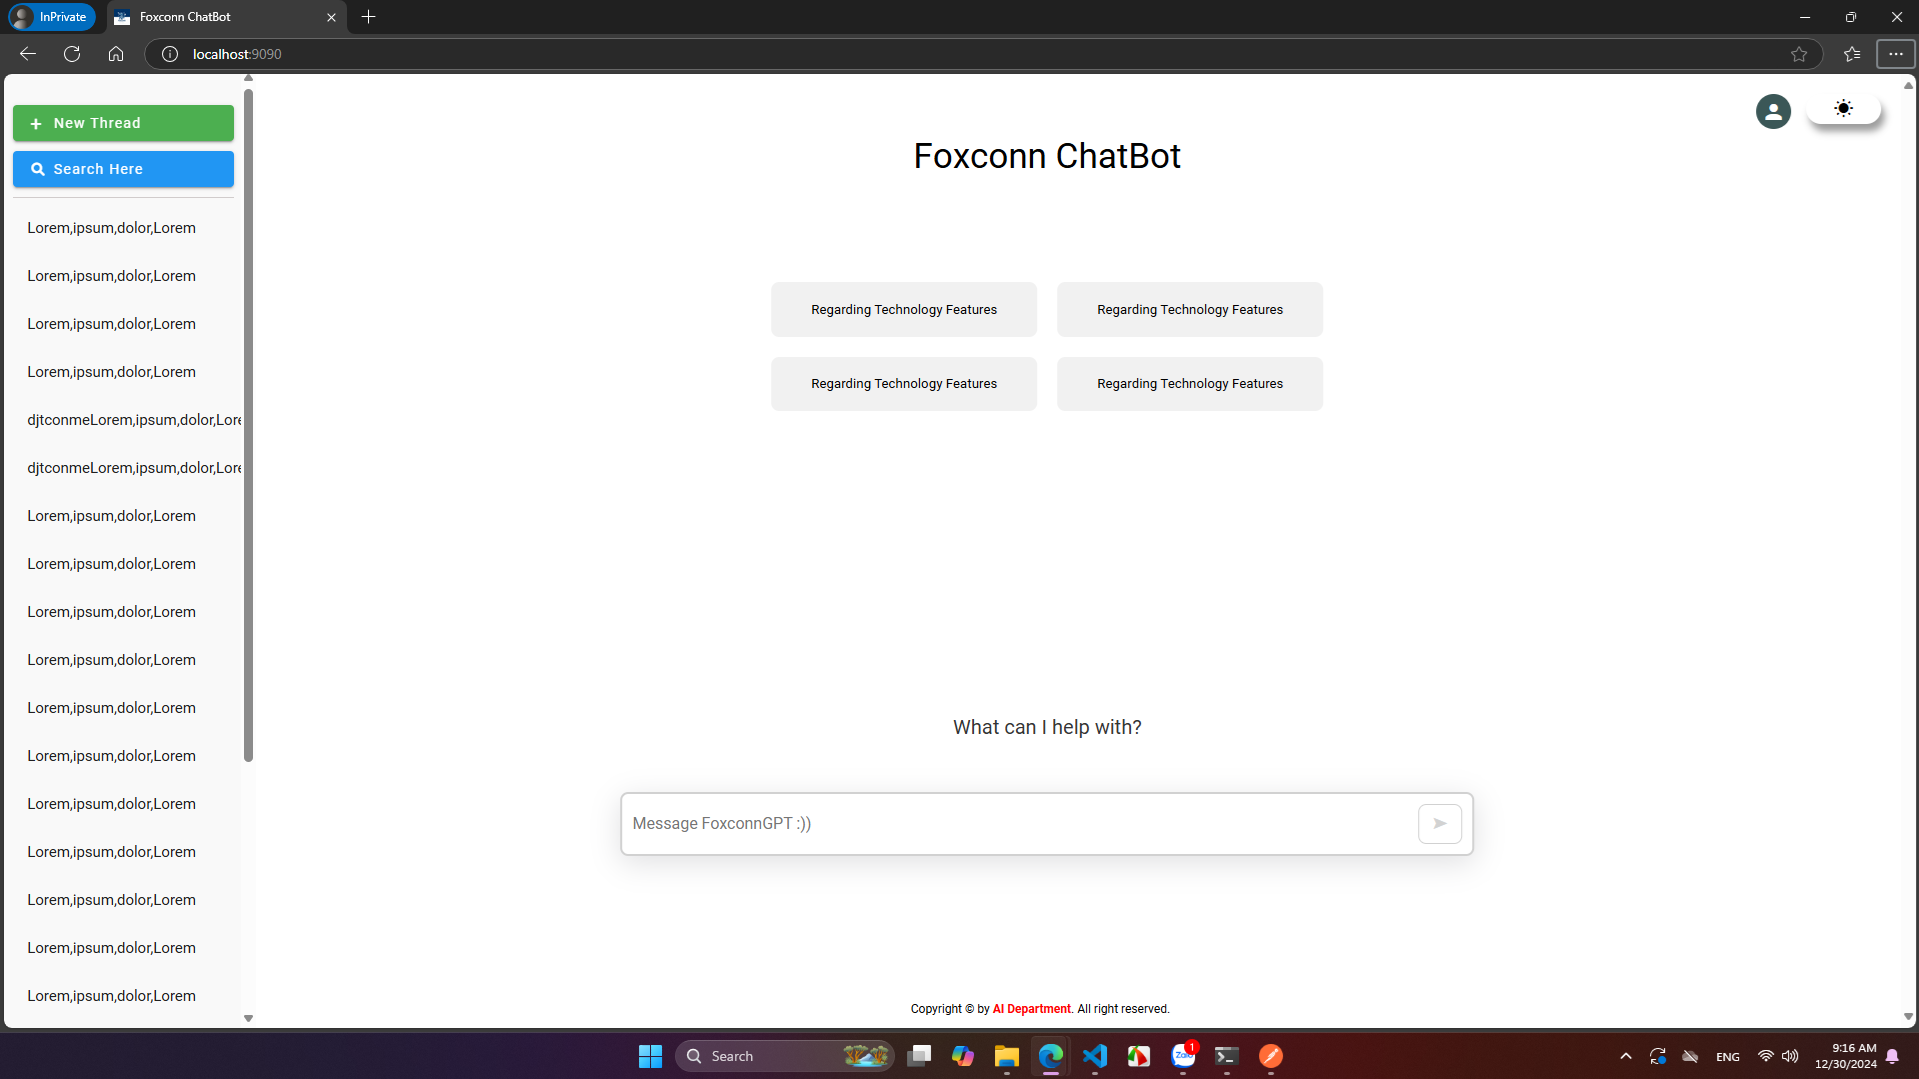 InPrivate
Foxconn ChatBot
localhost:9090
New Thread
Search Here
Lorem,ipsum,dolor,Lorem
Lorem,ipsum,dolor,Lorem
Lorem,ipsum,dolor,Lorem
Lorem,ipsum,dolor,Lorem
djtconmeLorem,ipsum,dolor,Lore
djtconmeLorem,ipsum,dolor,Lore
Lorem,ipsum,dolor,Lorem
Lorem,ipsum,dolor,Lorem
Lorem,ipsum,dolor,Lorem
Lorem,ipsum,dolor,Lorem
Lorem,ipsum,dolor,Lorem
Lorem,ipsum,dolor,Lorem
Lorem,ipsum,dolor,Lorem
Lorem,ipsum,dolor,Lorem
Lorem,ipsum,dolor,Lorem
Lorem,ipsum,dolor,Lorem
Lorem,ipsum,dolor,Lorem
Foxconn ChatBot
Regarding Technology Features
Regarding Technology Features
Regarding Technology Features
Regarding Technology Features
What can I help with?
Message FoxconnGPT :))
Copyright © by AI Department. All right reserved.
Search
Zalo
1
ENG
9:16 AM
12/30/2024